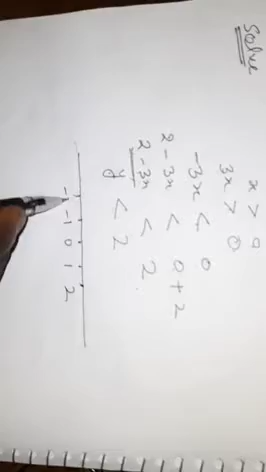 Solve
x > 0
3x > 0
-3x < 0
2 - 3x < 0 + 2
2 - 3x < 2
y < 2
-1 0 1 2